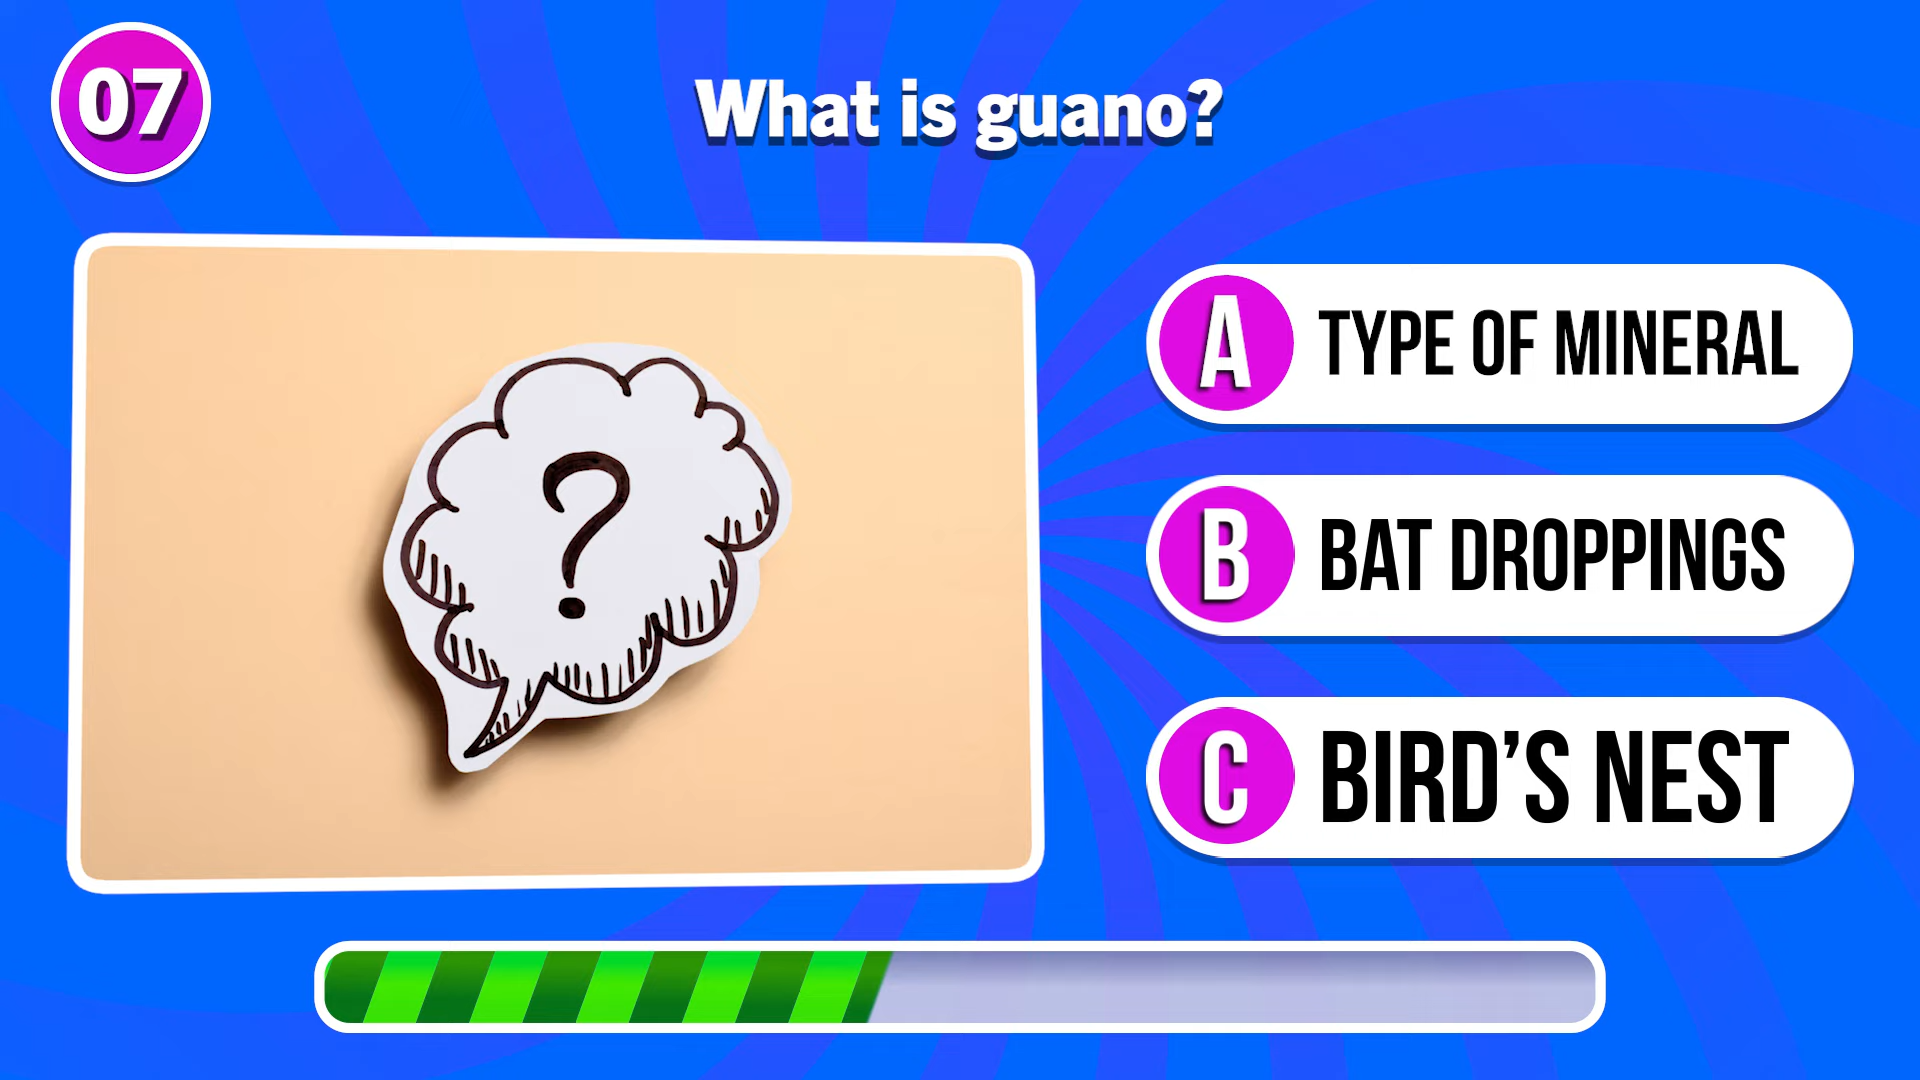 07
What is guano?
?
A TYPE OF MINERAL
B BAT DROPPINGS
C BIRD’S NEST